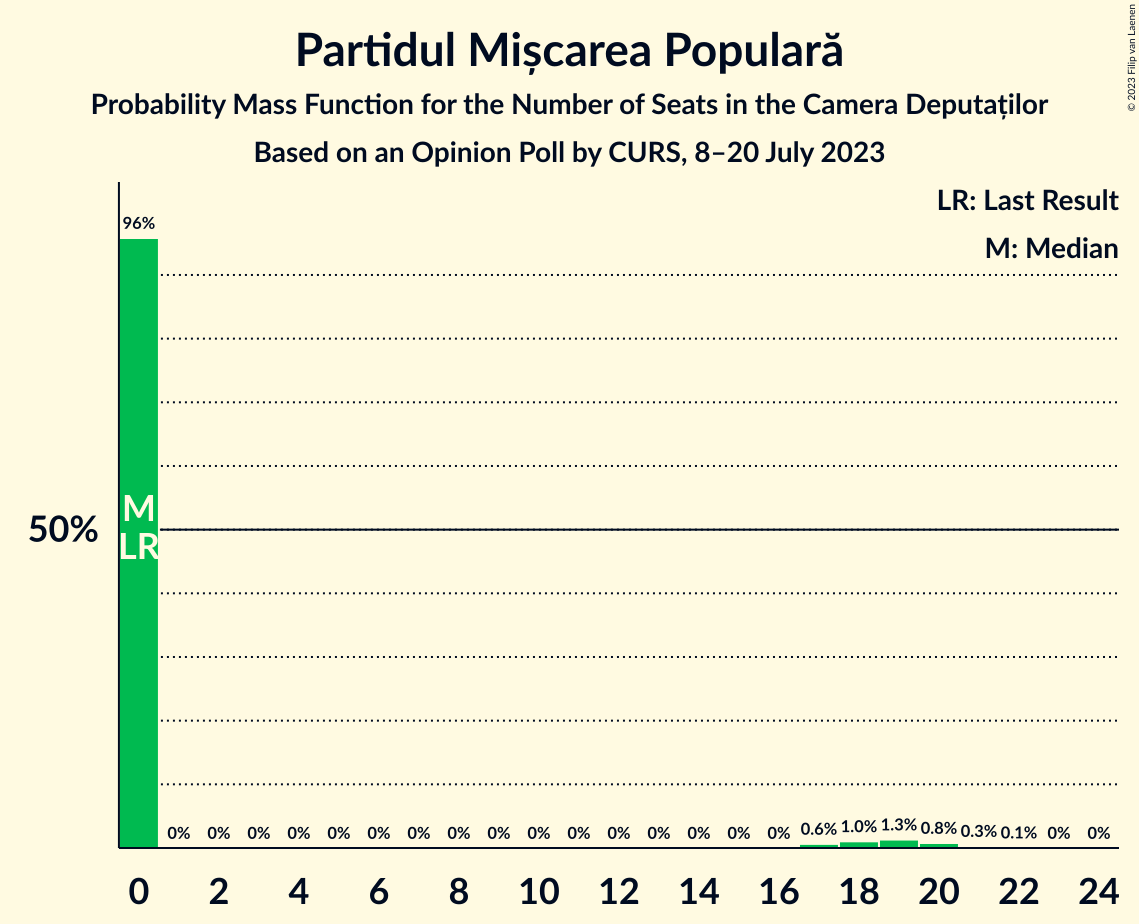 Partidul Mișcarea Populară
Probability Mass Function for the Number of Seats in the Camera Deputaților
Based on an Opinion Poll by CURS, 8–20 July 2023
© 2023 Filip van Laenen
LR: Last Result
M: Median
96%
50%
M
LR
0% 0% 0% 0% 0% 0% 0% 0% 0% 0% 0% 0% 0% 0% 0% 0% 0.6% 1.0% 1.3% 0.8% 0.3% 0.1% 0% 0%
0 2 4 6 8 10 12 14 16 18 20 22 24